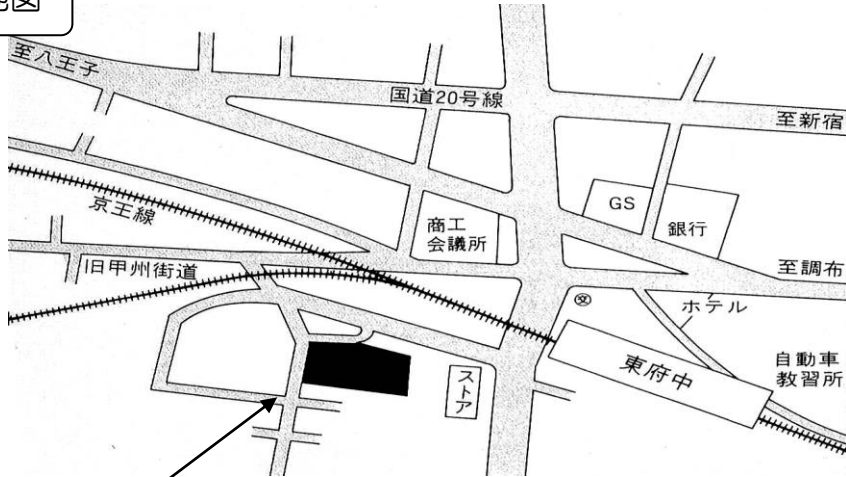 至八王子
国道20号線
至新宿
京王線
商工
会議所
GS
銀行
旧甲州街道
至調布
ホテル
東府中
自動車
教習所
ストア